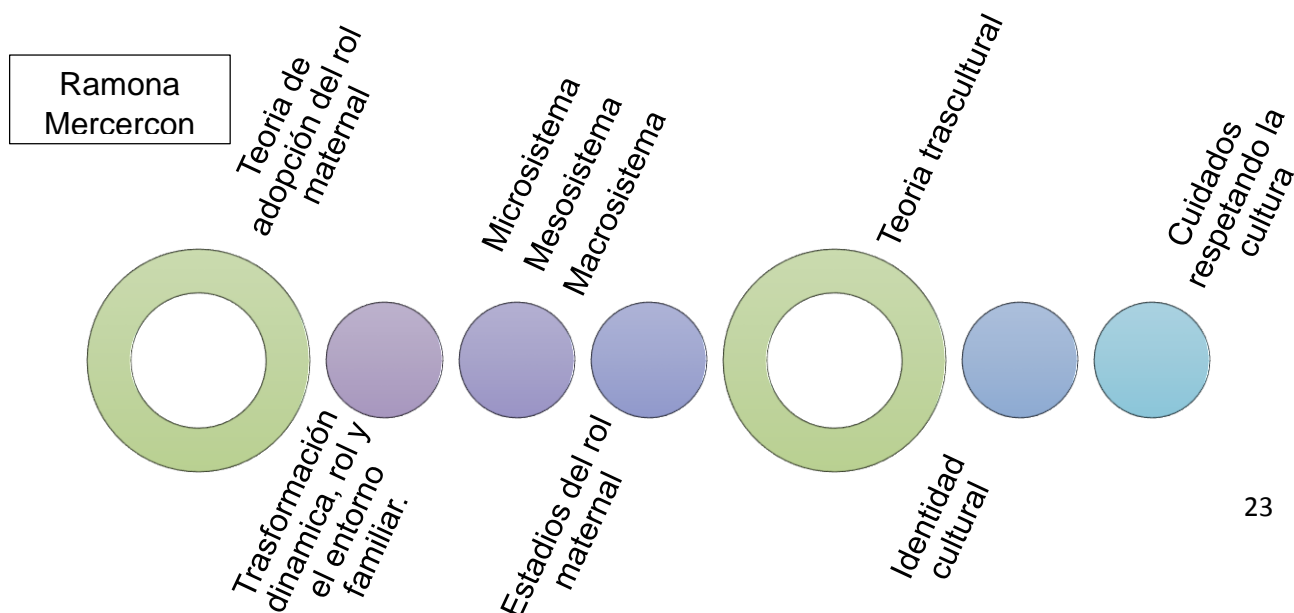 Ramona
Mercercon
Teoria de
adopción del rol
maternal
Trasformación
dinamica, rol y
el entorno
familiar.
Microsistema
Mesosistema
Macrosistema
Estadios del rol
maternal
Teoria trascultural
Identidad
cultural
Cuidados
respetando la
cultura
23